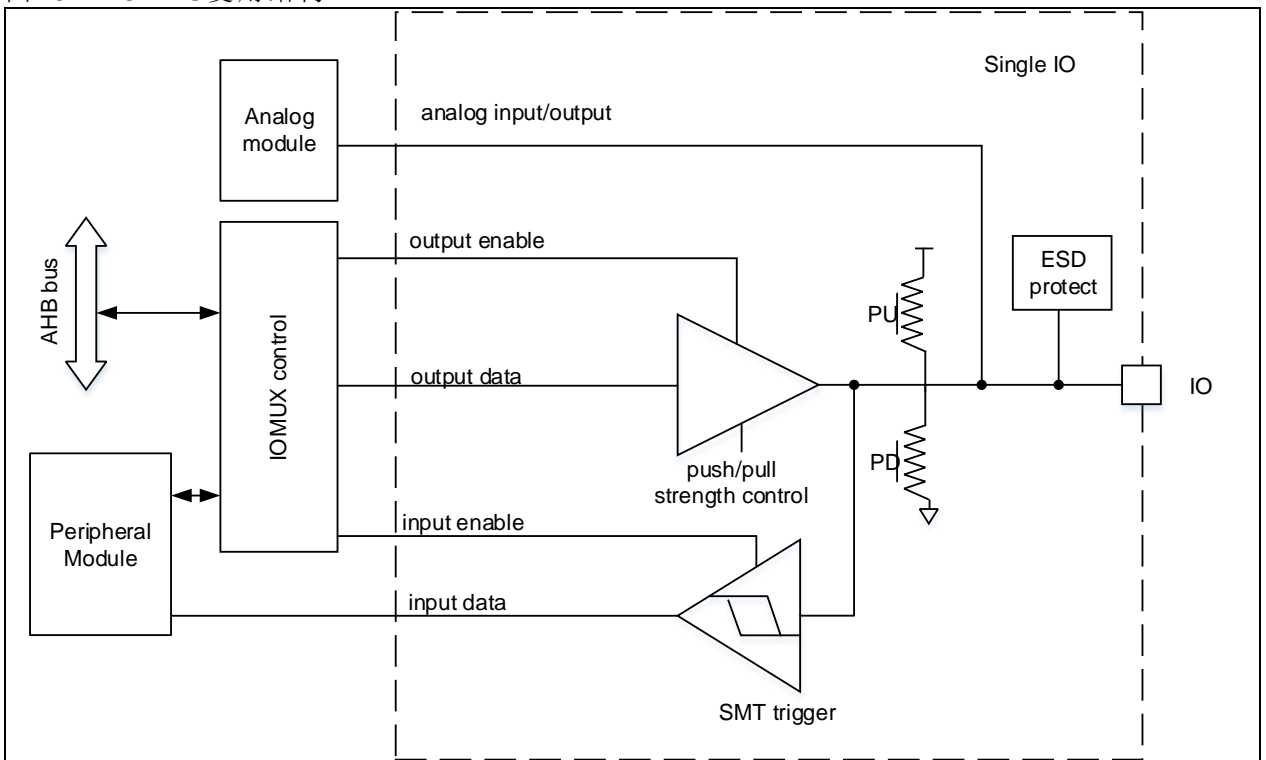 Single IO
Analog
module
analog input/output
output enable
ESD
protect
AHB bus
IOMUX control
PU
output data
IO
PD
push/pull
strength control
input enable
Peripheral
Module
input data
SMT trigger